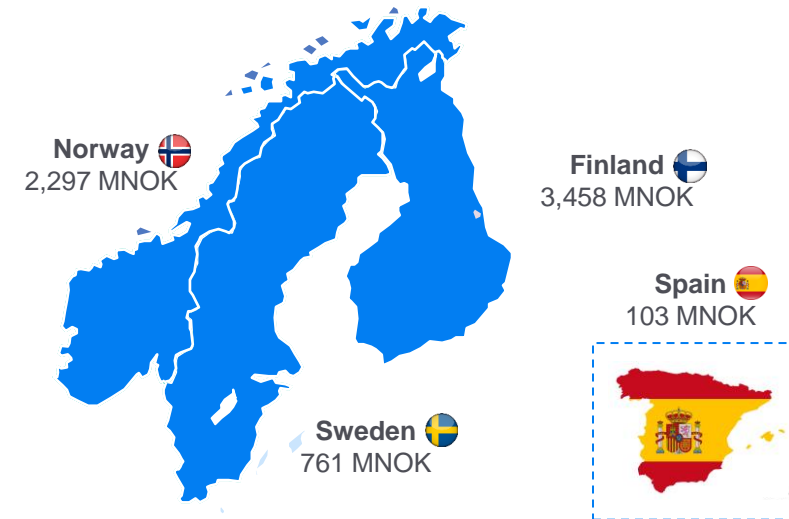 Norway
2,297 MNOK
Finland
3,458 MNOK
Spain
103 MNOK
Sweden
761 MNOK